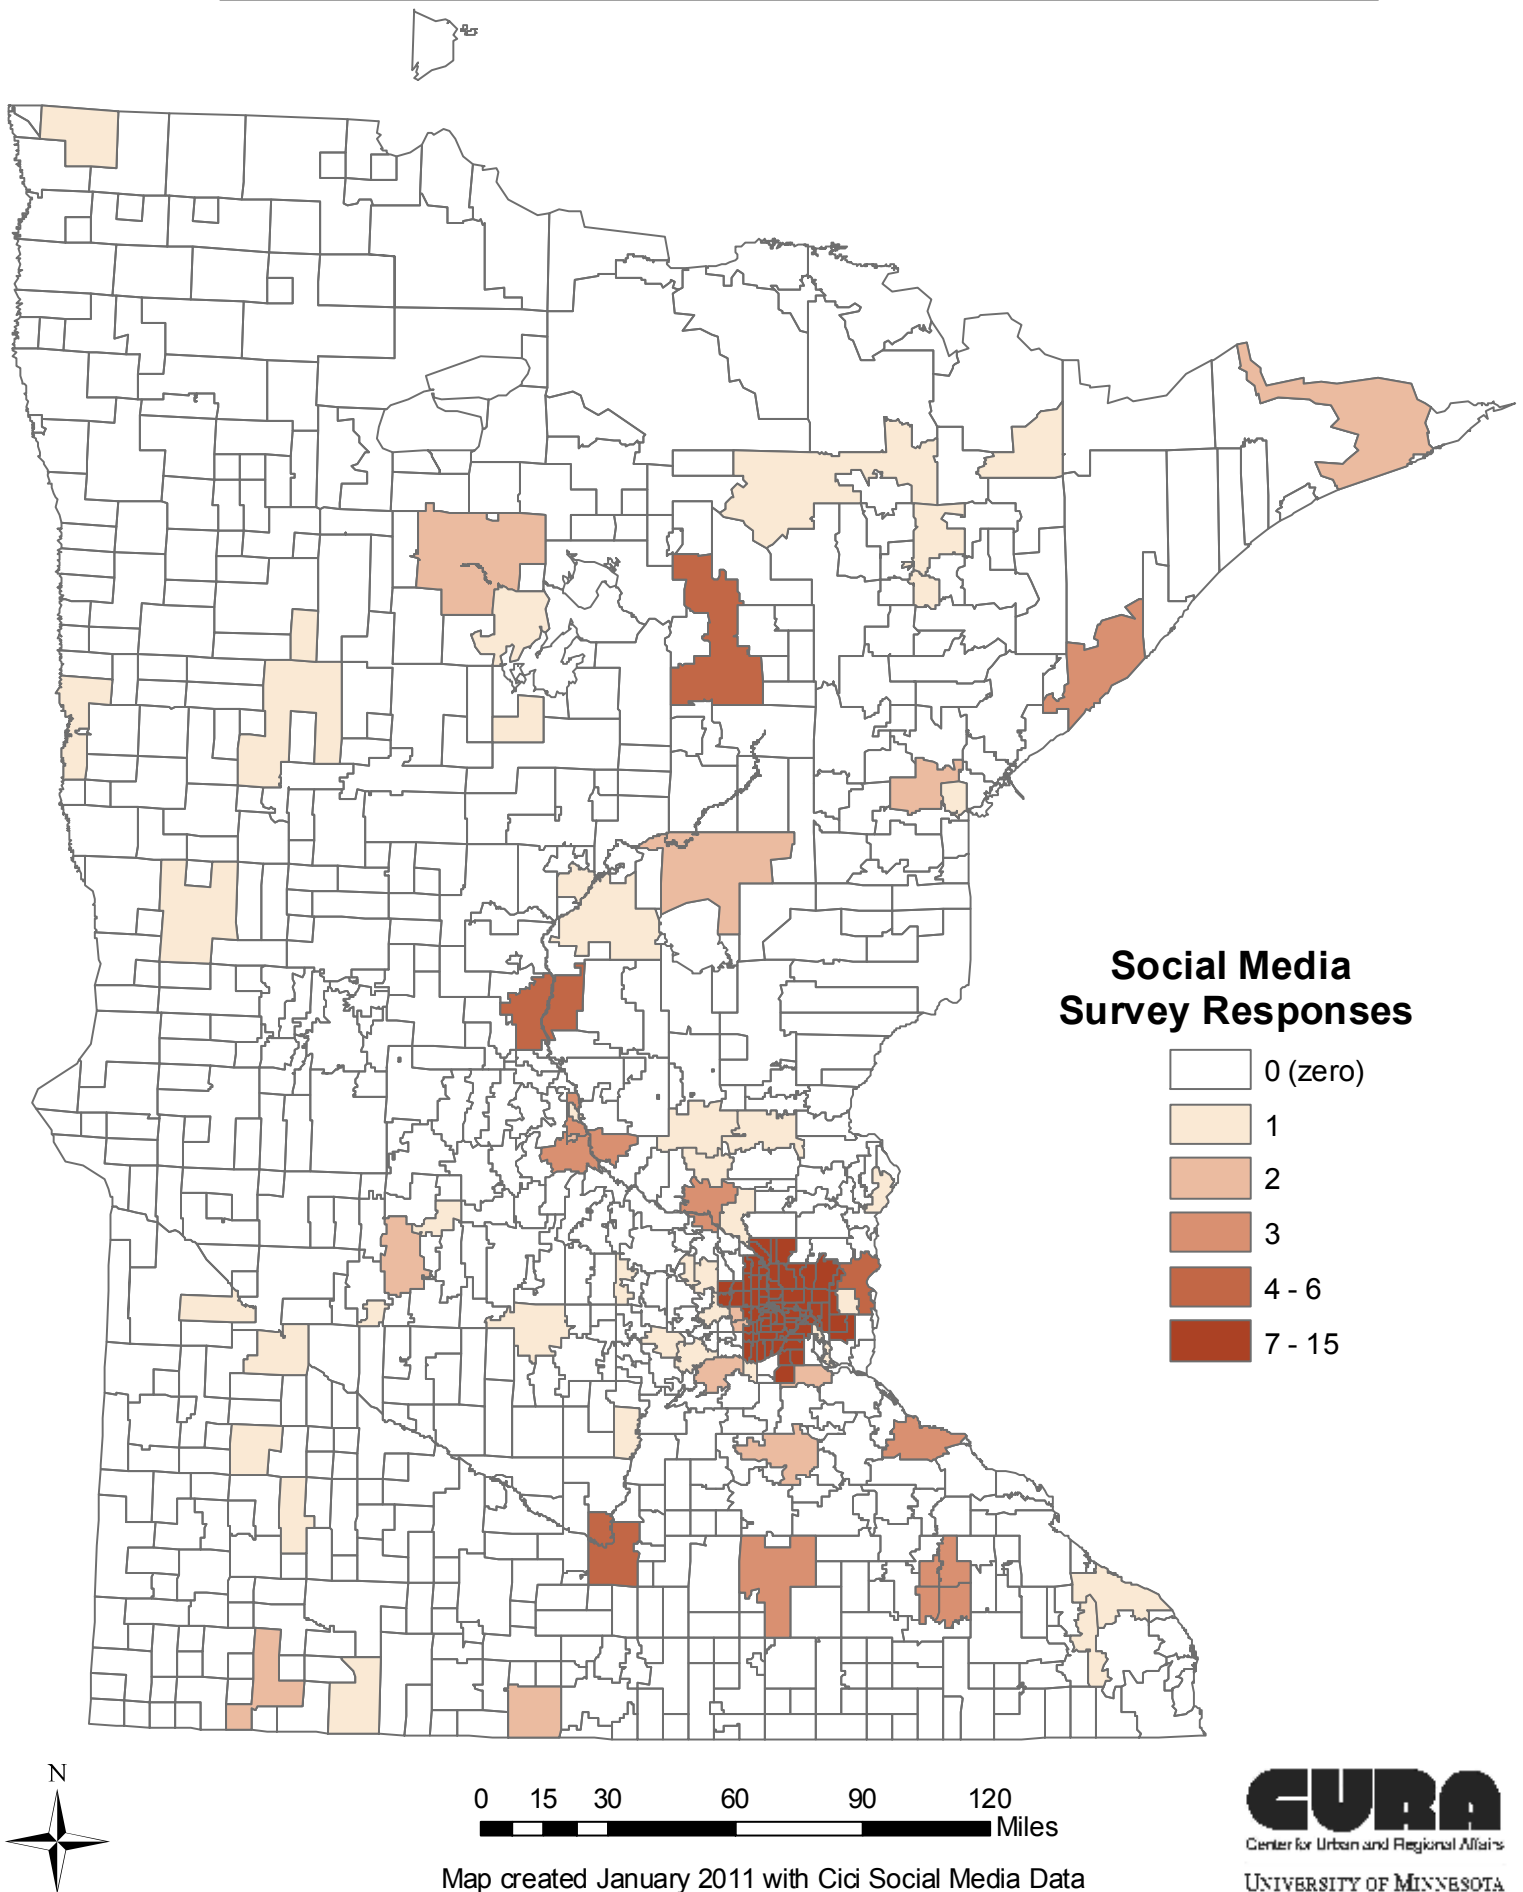 Social Media
Survey Responses
0 (zero)
1
2
3
4 - 6
7 - 15
N
0 15 30 60 90 120
Miles
Map created January 2011 with Cici Social Media Data
CURA
Center for Urban and Regional Affairs
UNIVERSITY OF MINNESOTA